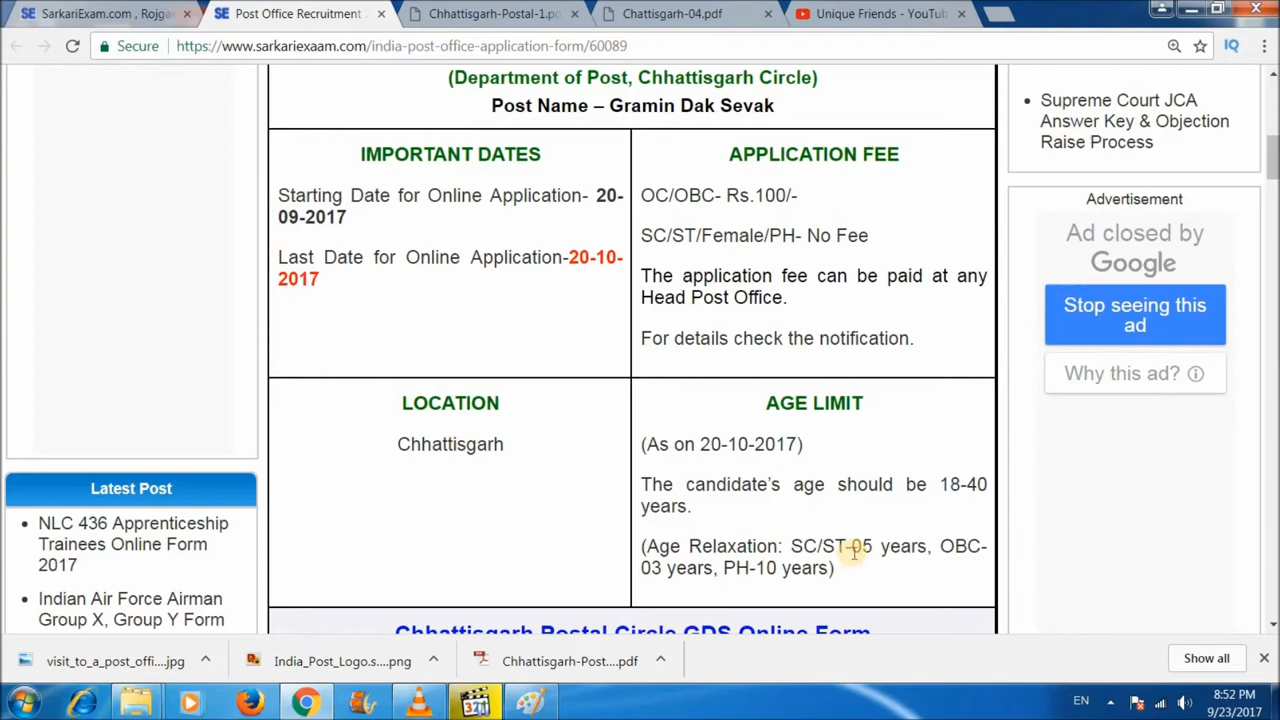 SarkariExam.com, Rojga
Post Office Recruitment
Chhattisgarh-Postal-1.p
Chattisgarh-04.pdf
Unique Friends - YouTub
Secure
https://www.sarkariexaam.com/india-post-office-application-form/60089
IQ
(Department of Post, Chhattisgarh Circle)
Post Name – Gramin Dak Sevak
IMPORTANT DATES
Starting Date for Online Application- 20-
09-2017
Last Date for Online Application-20-10-
2017
APPLICATION FEE
OC/OBC- Rs.100/-
SC/ST/Female/PH- No Fee
The application fee can be paid at any
Head Post Office.
For details check the notification.
LOCATION
Chhattisgarh
AGE LIMIT
(As on 20-10-2017)
The candidate's age should be 18-40
years.
(Age Relaxation: SC/ST-05 years, OBC-
03 years, PH-10 years)
Chhattisgarh Postal Circle GDS Online Form
Supreme Court JCA
Answer Key & Objection
Raise Process
Advertisement
Ad closed by
Google
Stop seeing this
ad
Why this ad?
Latest Post
NLC 436 Apprenticeship
Trainees Online Form
2017
Indian Air Force Airman
Group X, Group Y Form
visit_to_a_post_offi....jpg
India_Post_Logo.s....png
Chhattisgarh-Post....pdf
Show all
321
EN
8:52 PM
9/23/2017